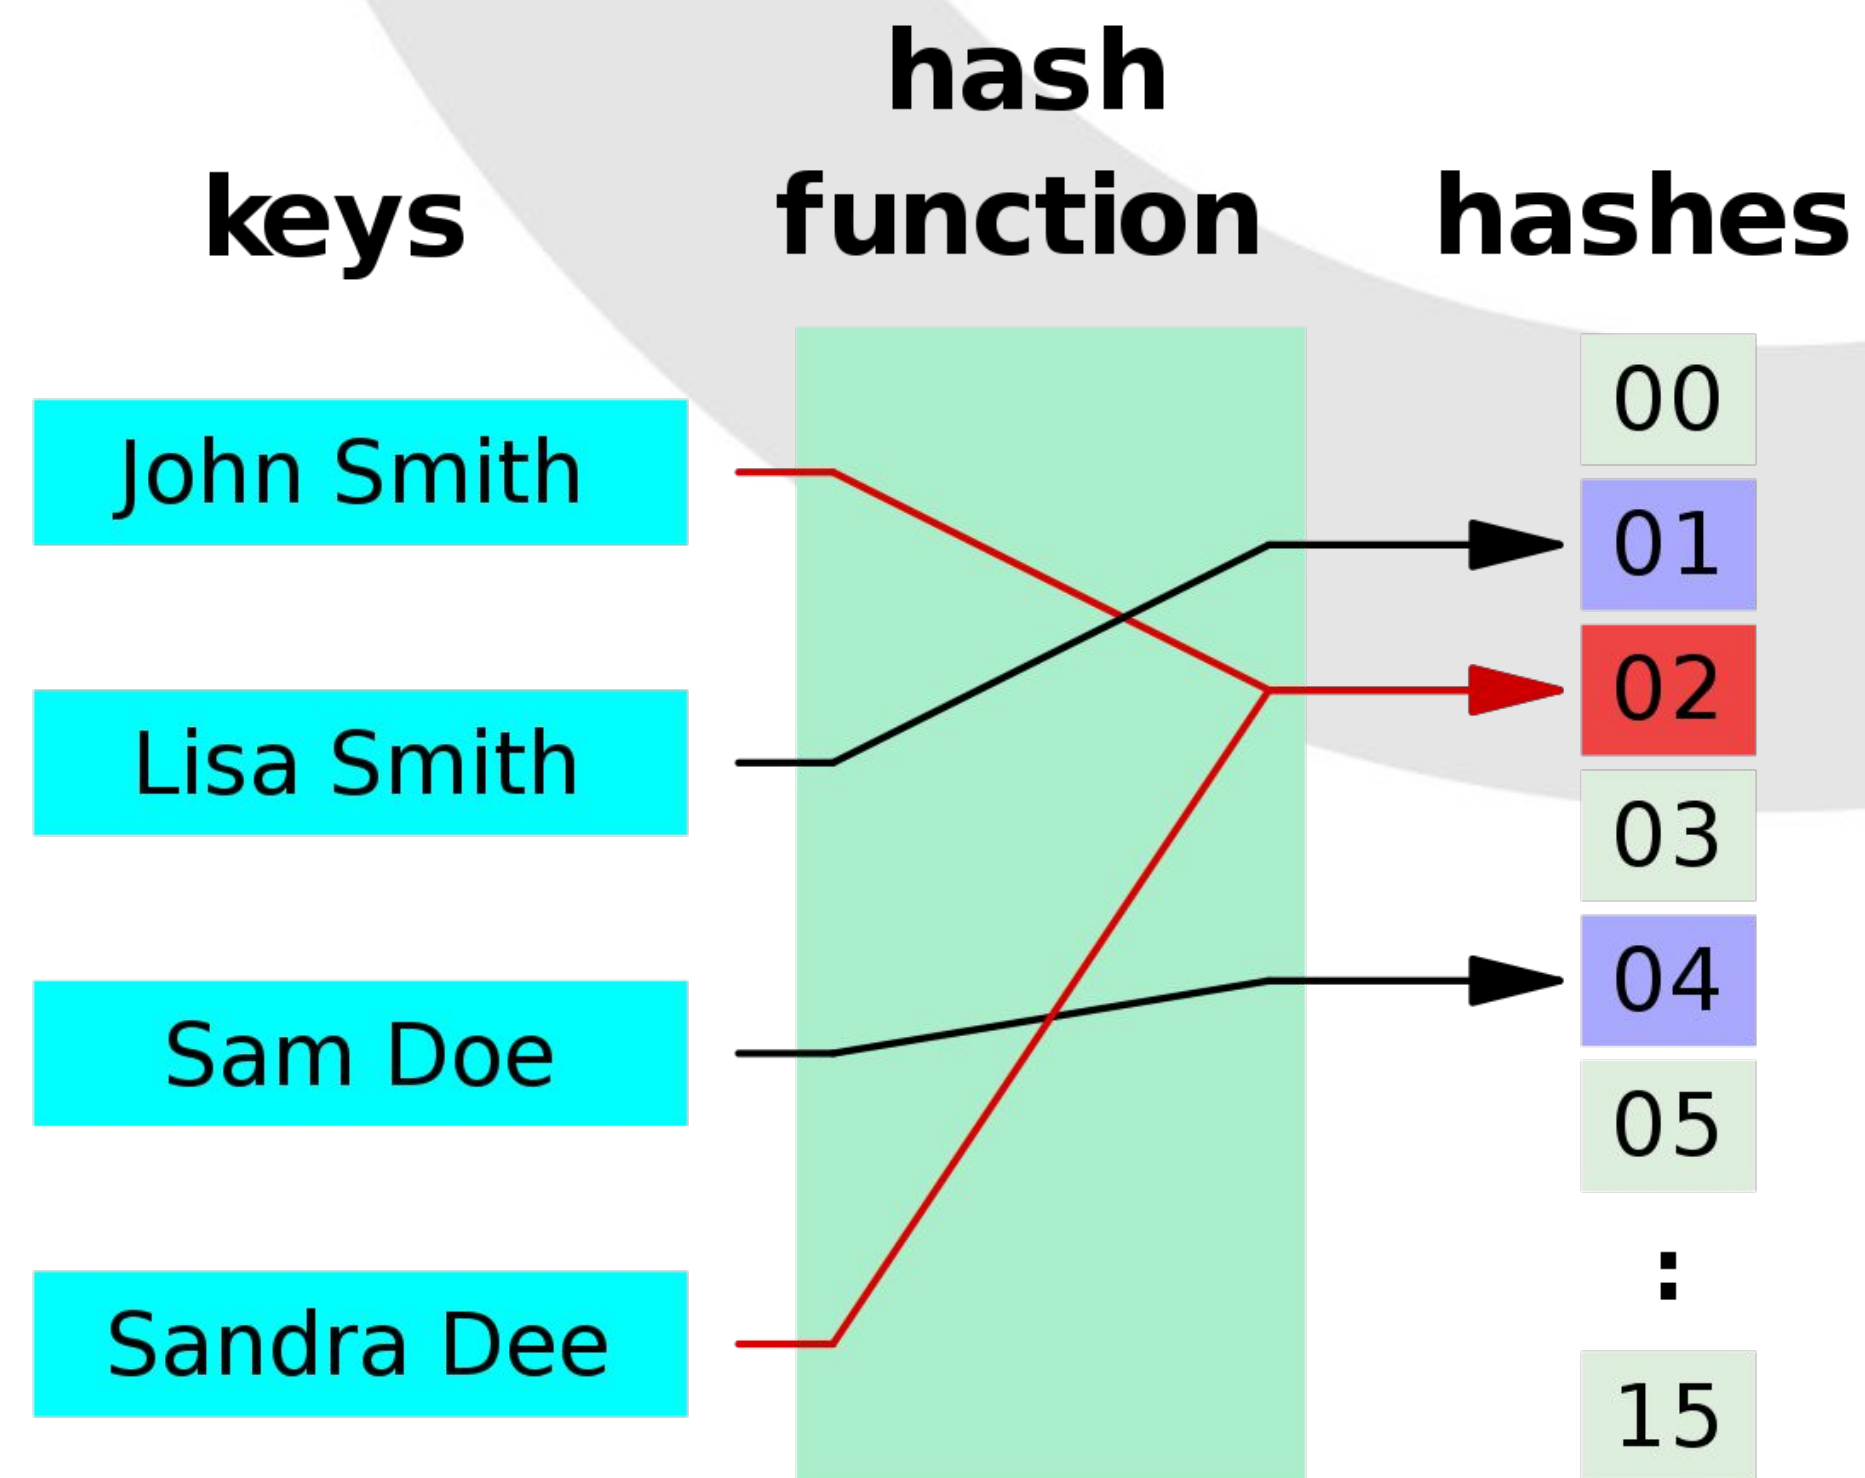 hash
function
keys
hashes
John Smith
Lisa Smith
Sam Doe
Sandra Dee
00
01
02
03
04
05
:
15